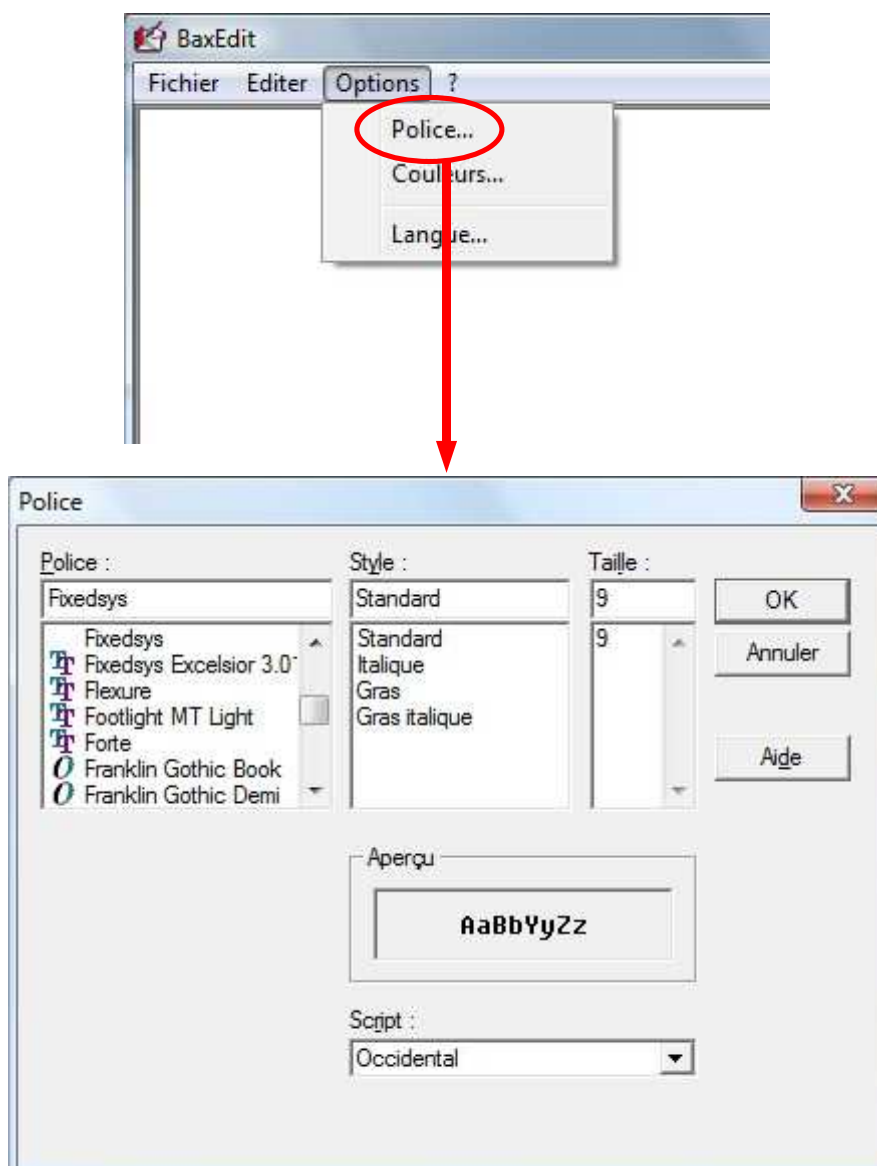 BaxEdit
Fichier Editer Options ?
Police...
Couleurs...
Langue...
Police
Police :
Fixedsys
Fixedsys
Fixedsys Excelsior 3.0
Flexure
Footlight MT Light
Forte
Franklin Gothic Book
Franklin Gothic Demi
Style :
Standard
Standard
Italique
Gras
Gras italique
Taille :
9
9
OK
Annuler
Aide
Aperçu
AaBbYyZz
Script :
Occidental